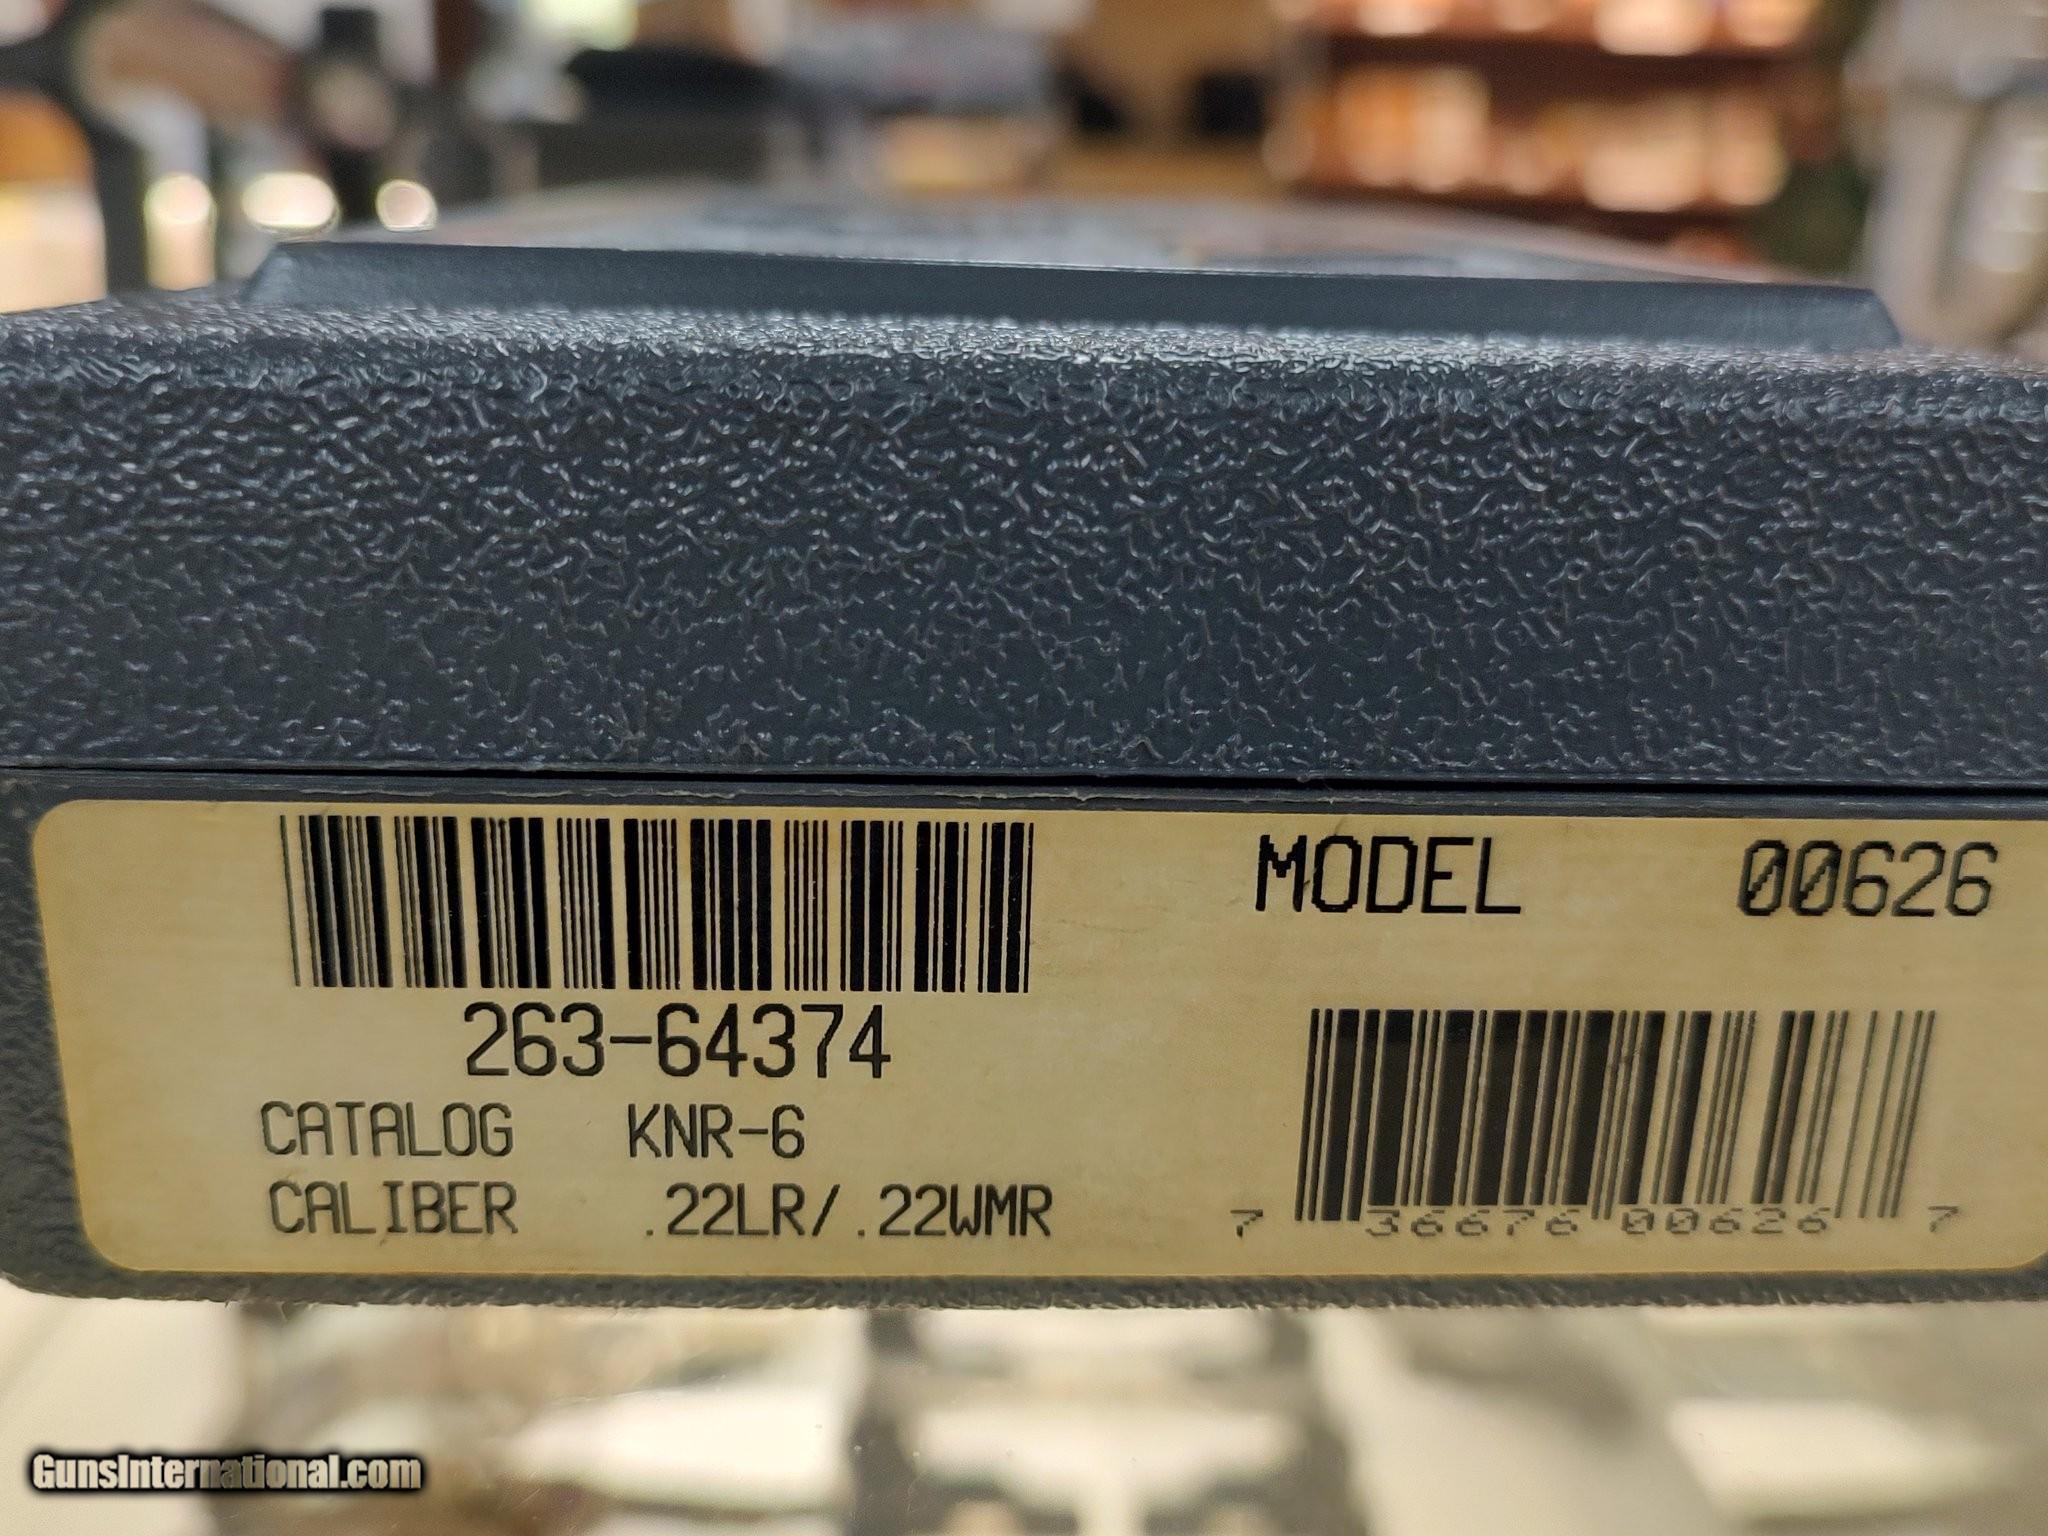 MODEL 00626
263-64374
CATALOG KNR-6
CALIBER .22LR/.22WMR
7 36676 00626 7
GunsInternational.com